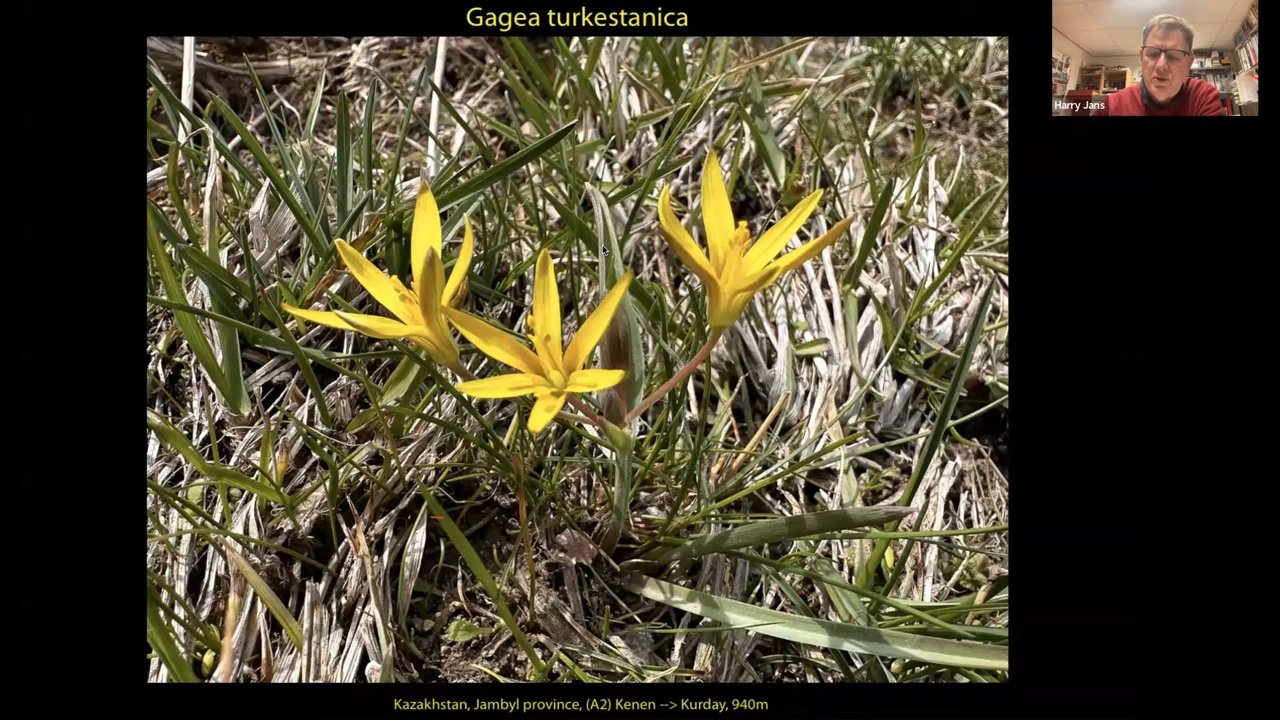 Gagea turkestanica
Harry Jans
Kazakhstan, Jambyl province, (A2) Kenen --> Kurday, 940m